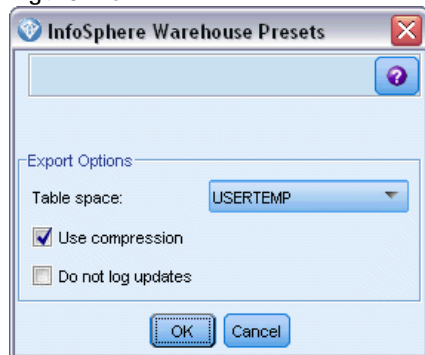 InfoSphere Warehouse Presets
Export Options
Table space: USERTEMP
Use compression
Do not log updates
OK Cancel